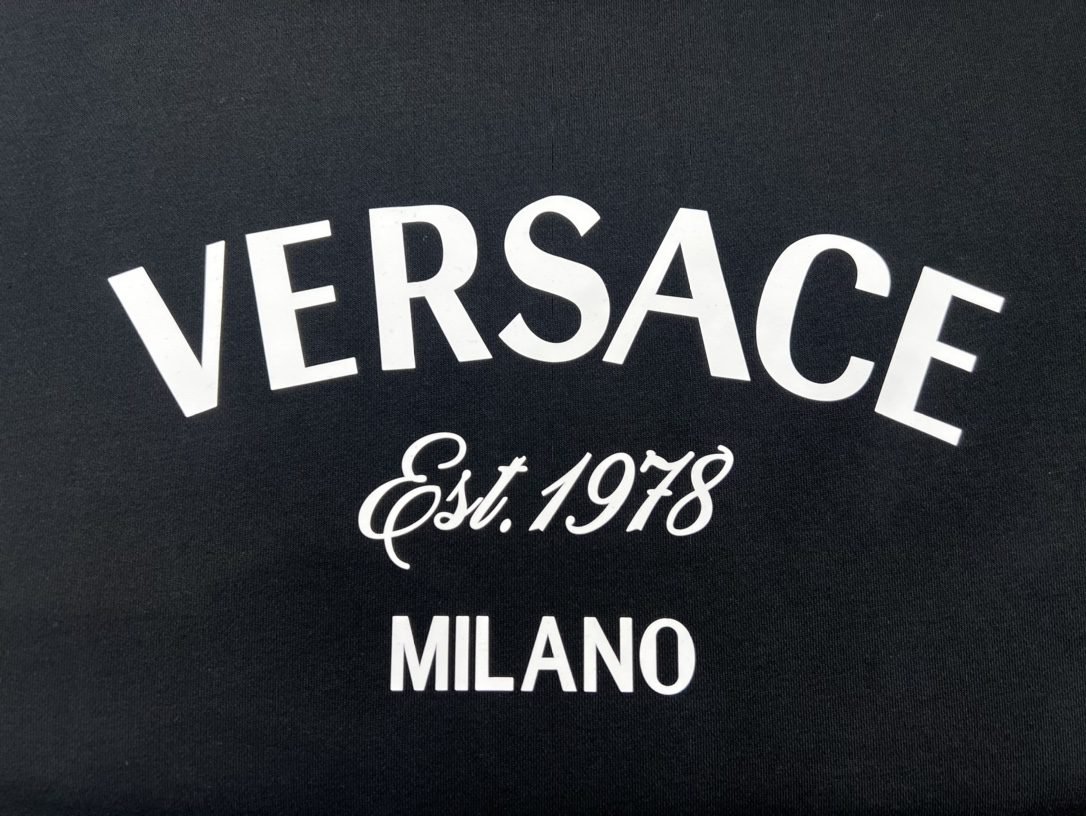 VERSACE
Est. 1978
MILANO